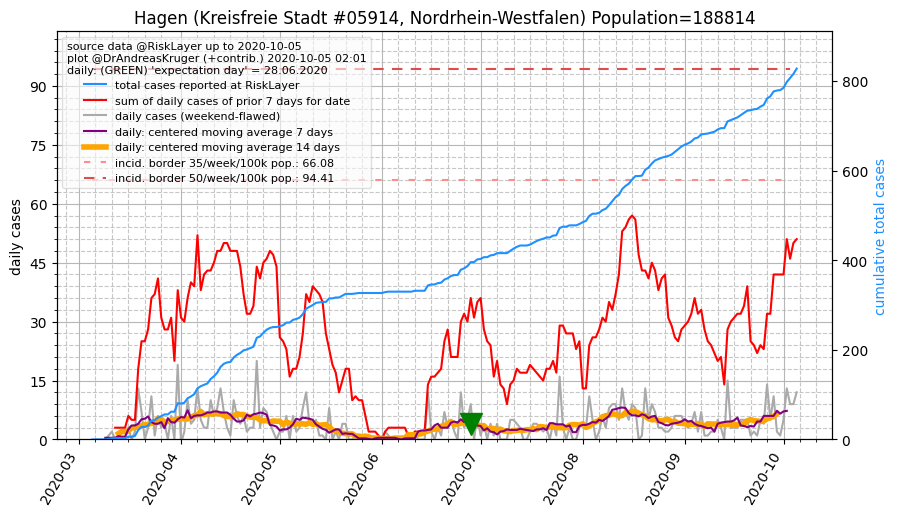 Hagen (Kreisfreie Stadt #05914, Nordrhein-Westfalen) Population=188814
source data @RiskLayer up to 2020-10-05
plot @DrAndreasKruger (+contrib.) 2020-10-05 02:01
daily: (GREEN) 'expectation day' = 28.06.2020
total cases reported at RiskLayer
sum of daily cases of prior 7 days for date
daily cases (weekend-flawed)
daily: centered moving average 7 days
daily: centered moving average 14 days
incid. border 35/week/100k pop.: 66.08
incid. border 50/week/100k pop.: 94.41
daily cases
90
75
60
45
30
15
0
cumulative total cases
800
600
400
200
0
2020-03
2020-04
2020-05
2020-06
2020-07
2020-08
2020-09
2020-10